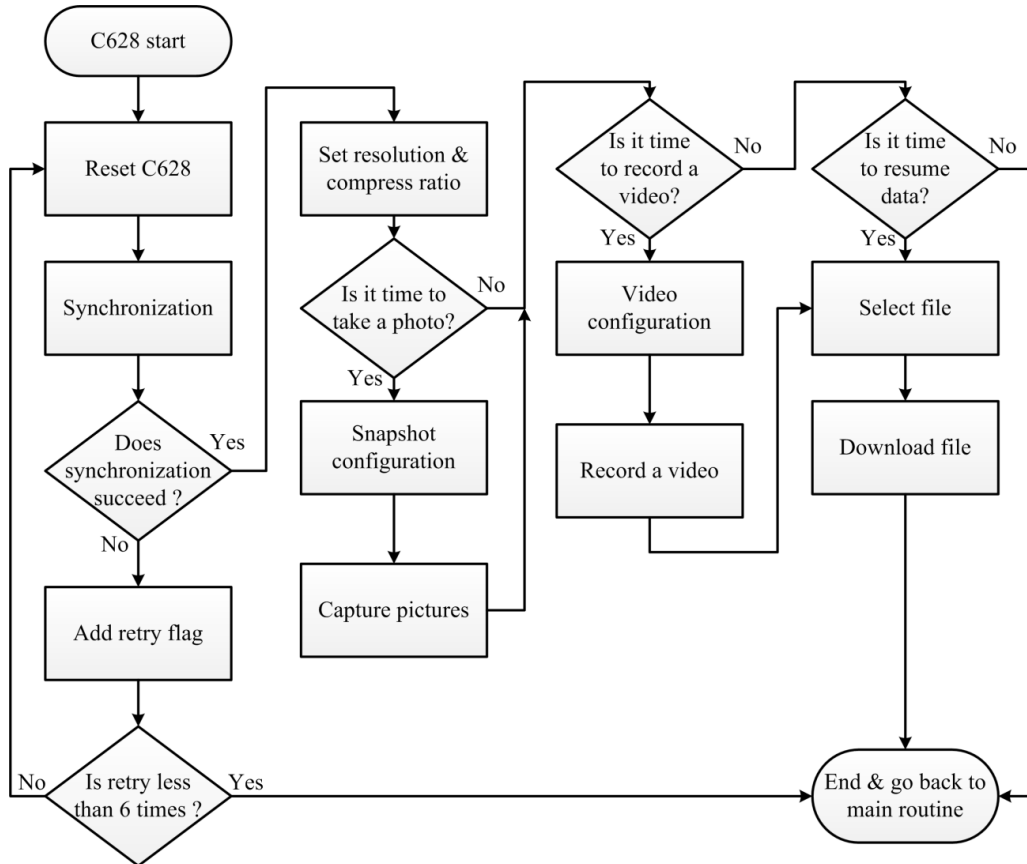 C628 start
Reset C628
Synchronization
Does
synchronization
succeed ?
Yes
No
Add retry flag
Is retry less
than 6 times ?
No
Yes
Set resolution &
compress ratio
Is it time to
take a photo?
No
Yes
Snapshot
configuration
Capture pictures
Is it time
to record a
video?
No
Yes
Video
configuration
Record a video
Is it time
to resume
data?
No
Yes
Select file
Download file
End & go back to
main routine